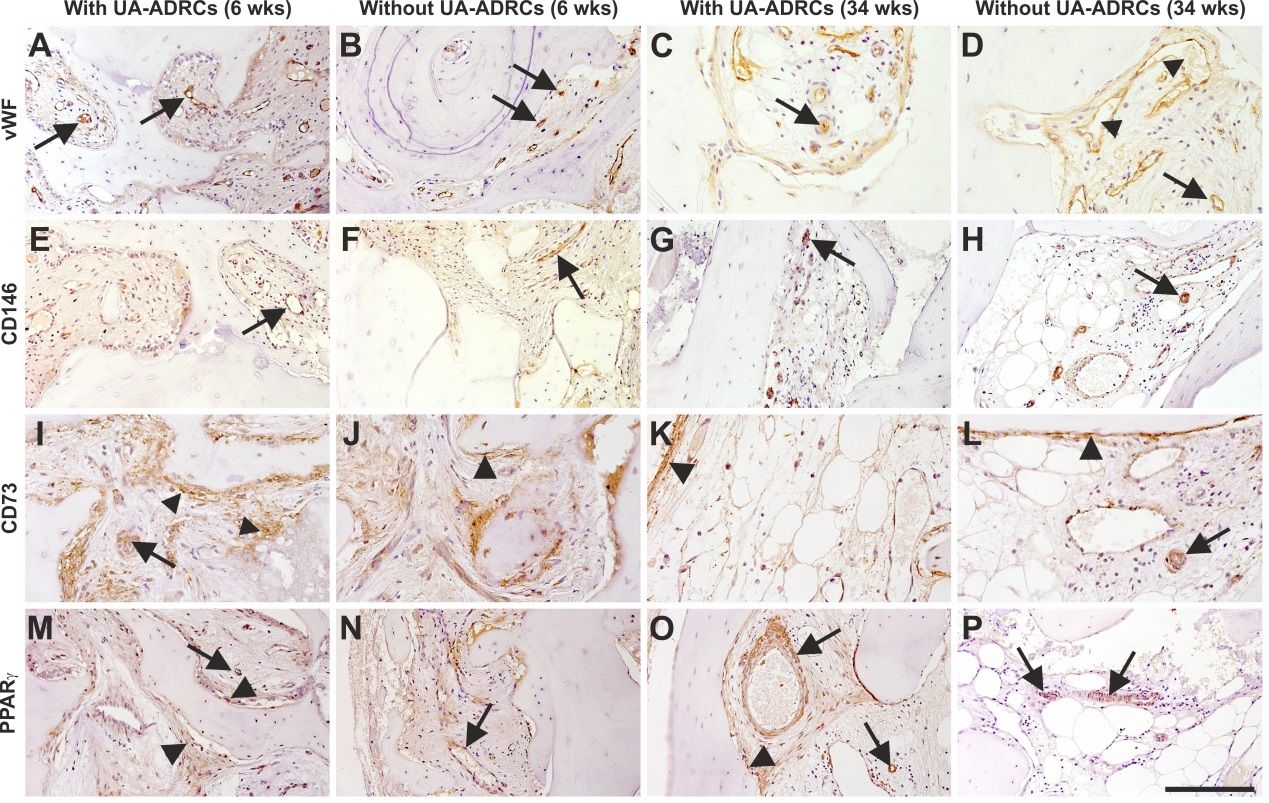 With UA-ADRCs (6 wks) Without UA-ADRCs (6 wks) With UA-ADRCs (34 wks) Without UA-ADRCs (34 wks)
vWF
A B C D
CD146
E F G H
CD73
I J K L
PPARγ
M N O P